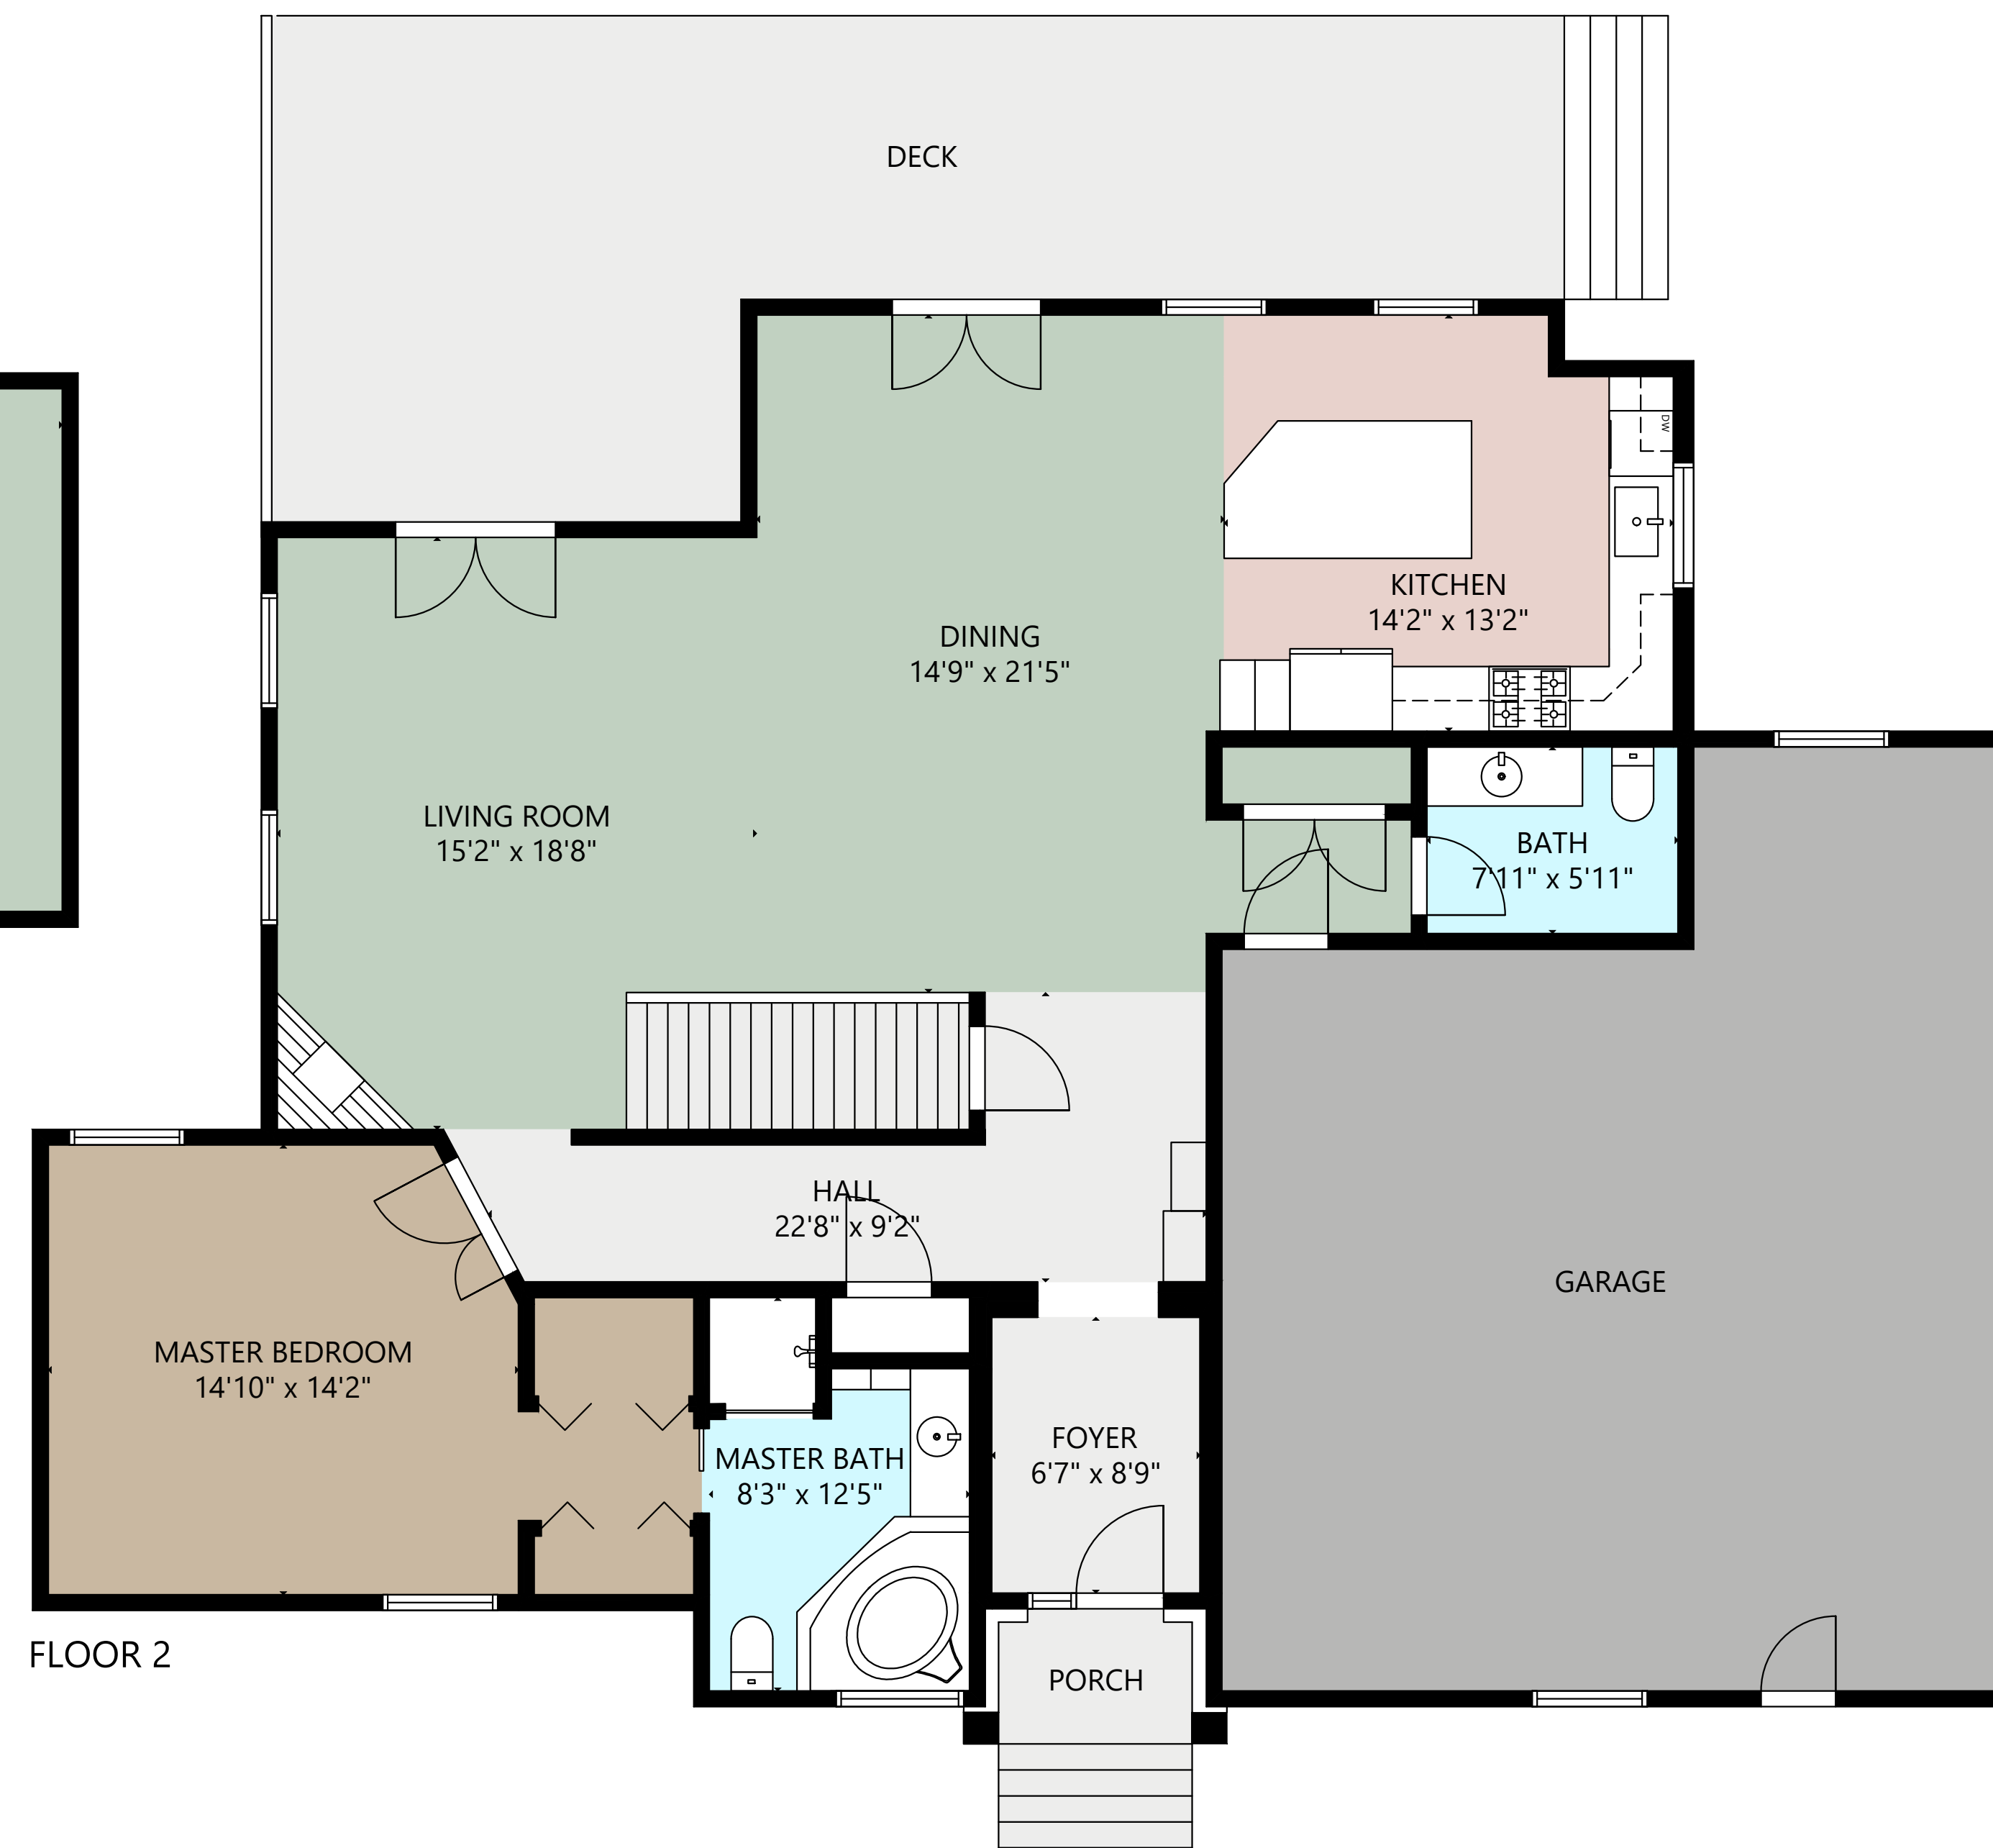 DECK
DW
KITCHEN
14'2" x 13'2"
DINING
14'9" x 21'5"
LIVING ROOM
15'2" x 18'8"
BATH
7'11" x 5'11"
HALL
22'8" x 9'2"
GARAGE
MASTER BEDROOM
14'10" x 14'2"
FOYER
6'7" x 8'9"
MASTER BATH
8'3" x 12'5"
FLOOR 2
PORCH